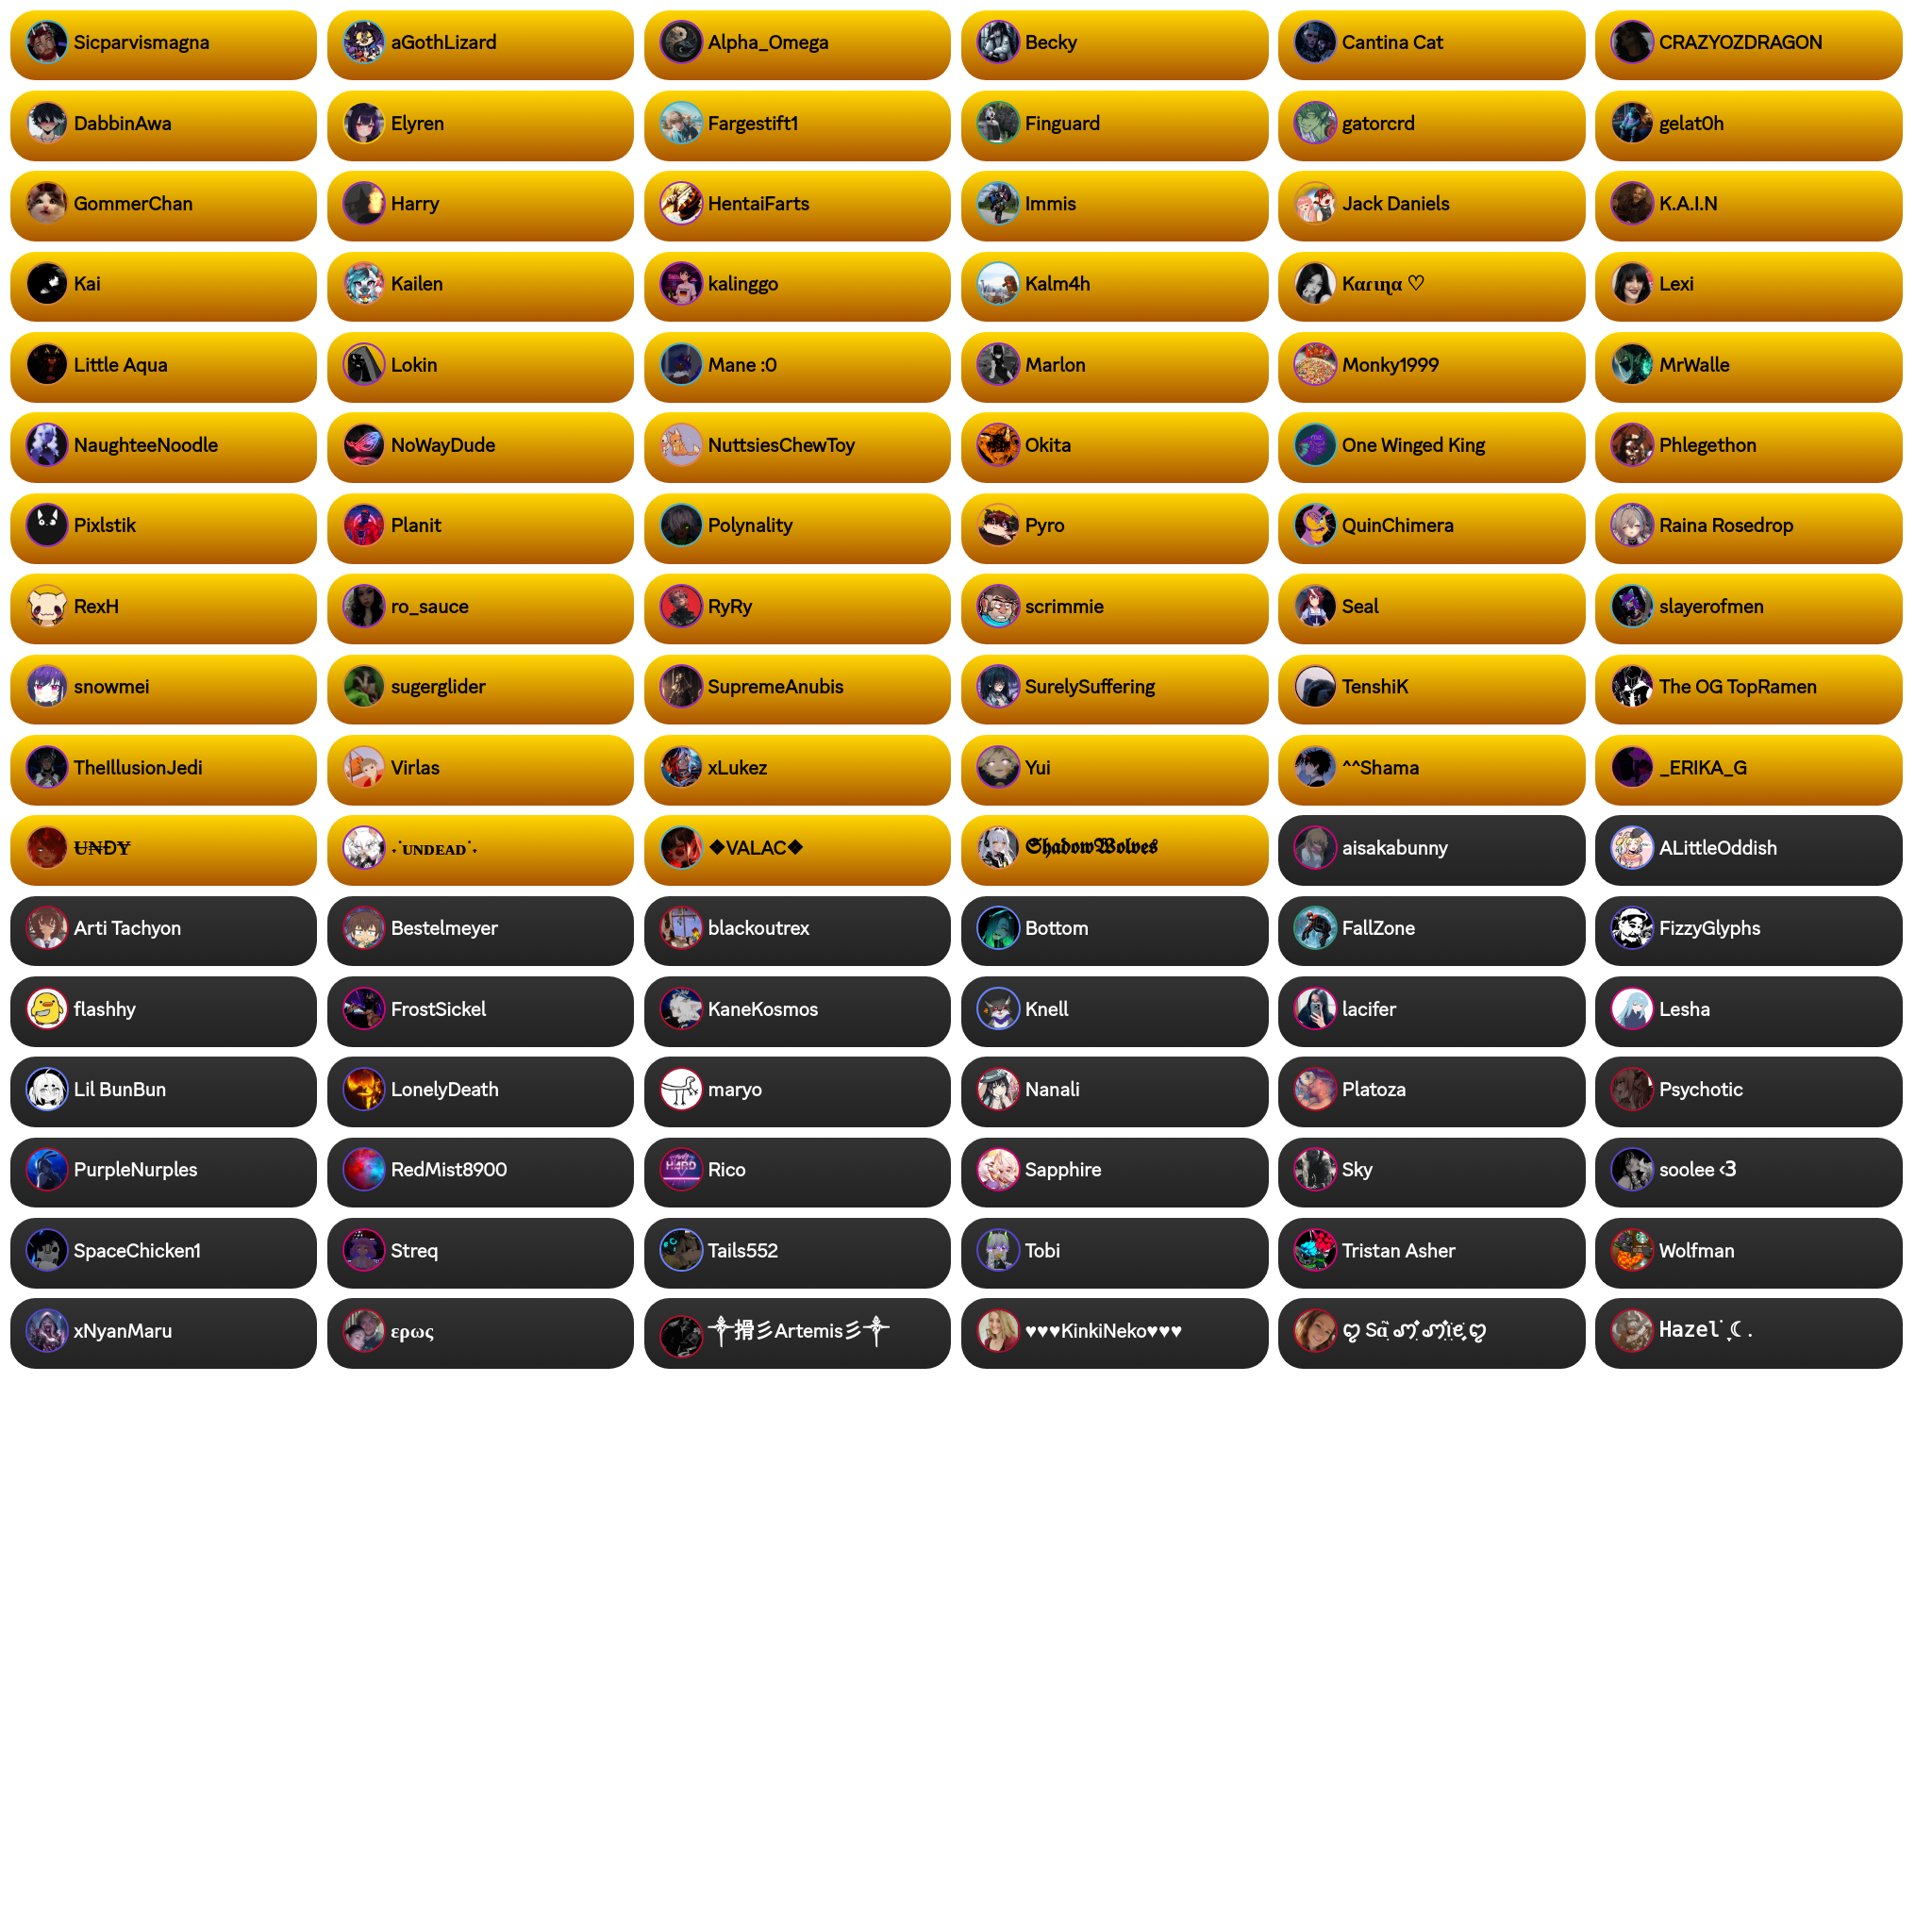 Sicparvismagna aGothLizard Alpha_Omega Becky Cantina Cat CRAZYOZDRAGON
DabbinAwa Elyren Fargestift1 Finguard gatorcrd gelat0h
GommerChan Harry HentaiFarts Immis Jack Daniels K.A.I.N
Kai Kailen kalinggo Kalm4h Kαɾιɳα ♡ Lexi
Little Aqua Lokin Mane :0 Marlon Monky1999 MrWalle
NaughteeNoodle NoWayDude NuttsiesChewToy Okita One Winged King Phlegethon
Pixlstik Planit Polynality Pyro QuinChimera Raina Rosedrop
RexH ro_sauce RyRy scrimmie Seal slayerofmen
snowmei sugerglider SupremeAnubis SurelySuffering TenshiK The OG TopRamen
TheIllusionJedi Virlas xLukez Yui ^^Shama _ERIKA_G
U̶N̶D̶Y̶ ˖˙ᴜɴᴅᴇᴀᴅ˙˖ ❖VALAC❖ 𝕾𝖍𝖆𝖉𝖔𝖜𝖂𝖔𝖑𝖛𝖊𝖘 aisakabunny ALittleOddish
Arti Tachyon Bestelmeyer blackoutrex Bottom FallZone FizzyGlyphs
flashhy FrostSickel KaneKosmos Knell lacifer Lesha
Lil BunBun LonelyDeath maryo Nanali Platoza Psychotic
PurpleNurples RedMist8900 Rico Sapphire Sky soolee <3
SpaceChicken1 Streq Tails552 Tobi Tristan Asher Wolfman
xNyanMaru ερως ༒搰彡Artemis彡༒ ♥♥♥KinkiNeko♥♥♥ 𝙷𝚊𝚣𝚎𝚕 ☾.